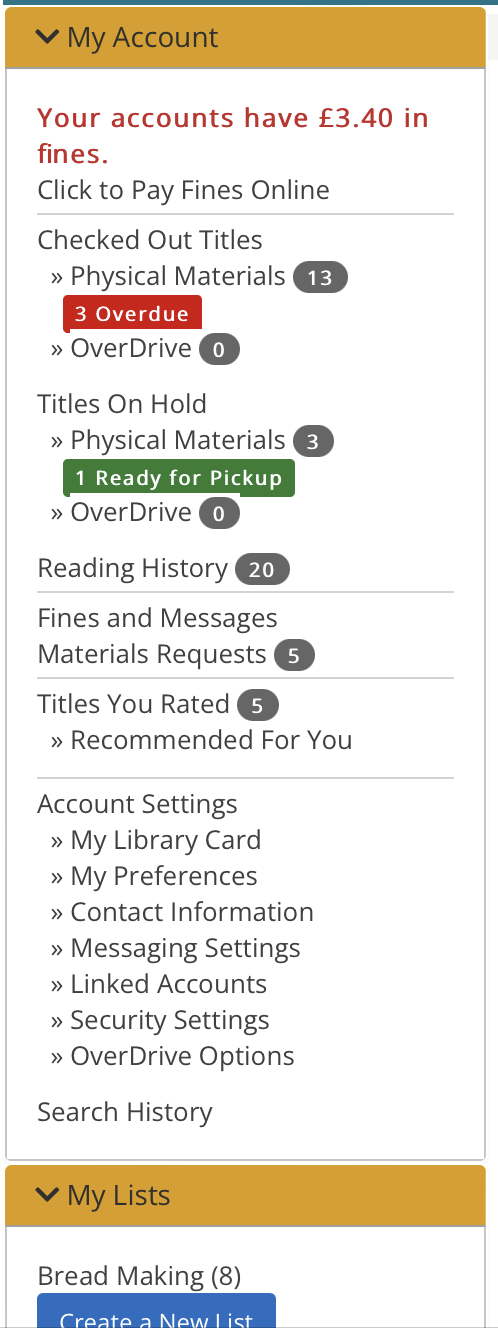 My Account
Your accounts have £3.40 in
fines.
Click to Pay Fines Online
Checked Out Titles
» Physical Materials 13
3 Overdue
» OverDrive 0
Titles On Hold
» Physical Materials 3
1 Ready for Pickup
» OverDrive 0
Reading History 20
Fines and Messages
Materials Requests 5
Titles You Rated 5
» Recommended For You
Account Settings
» My Library Card
» My Preferences
» Contact Information
» Messaging Settings
» Linked Accounts
» Security Settings
» OverDrive Options
Search History
My Lists
Bread Making (8)
Create a New List